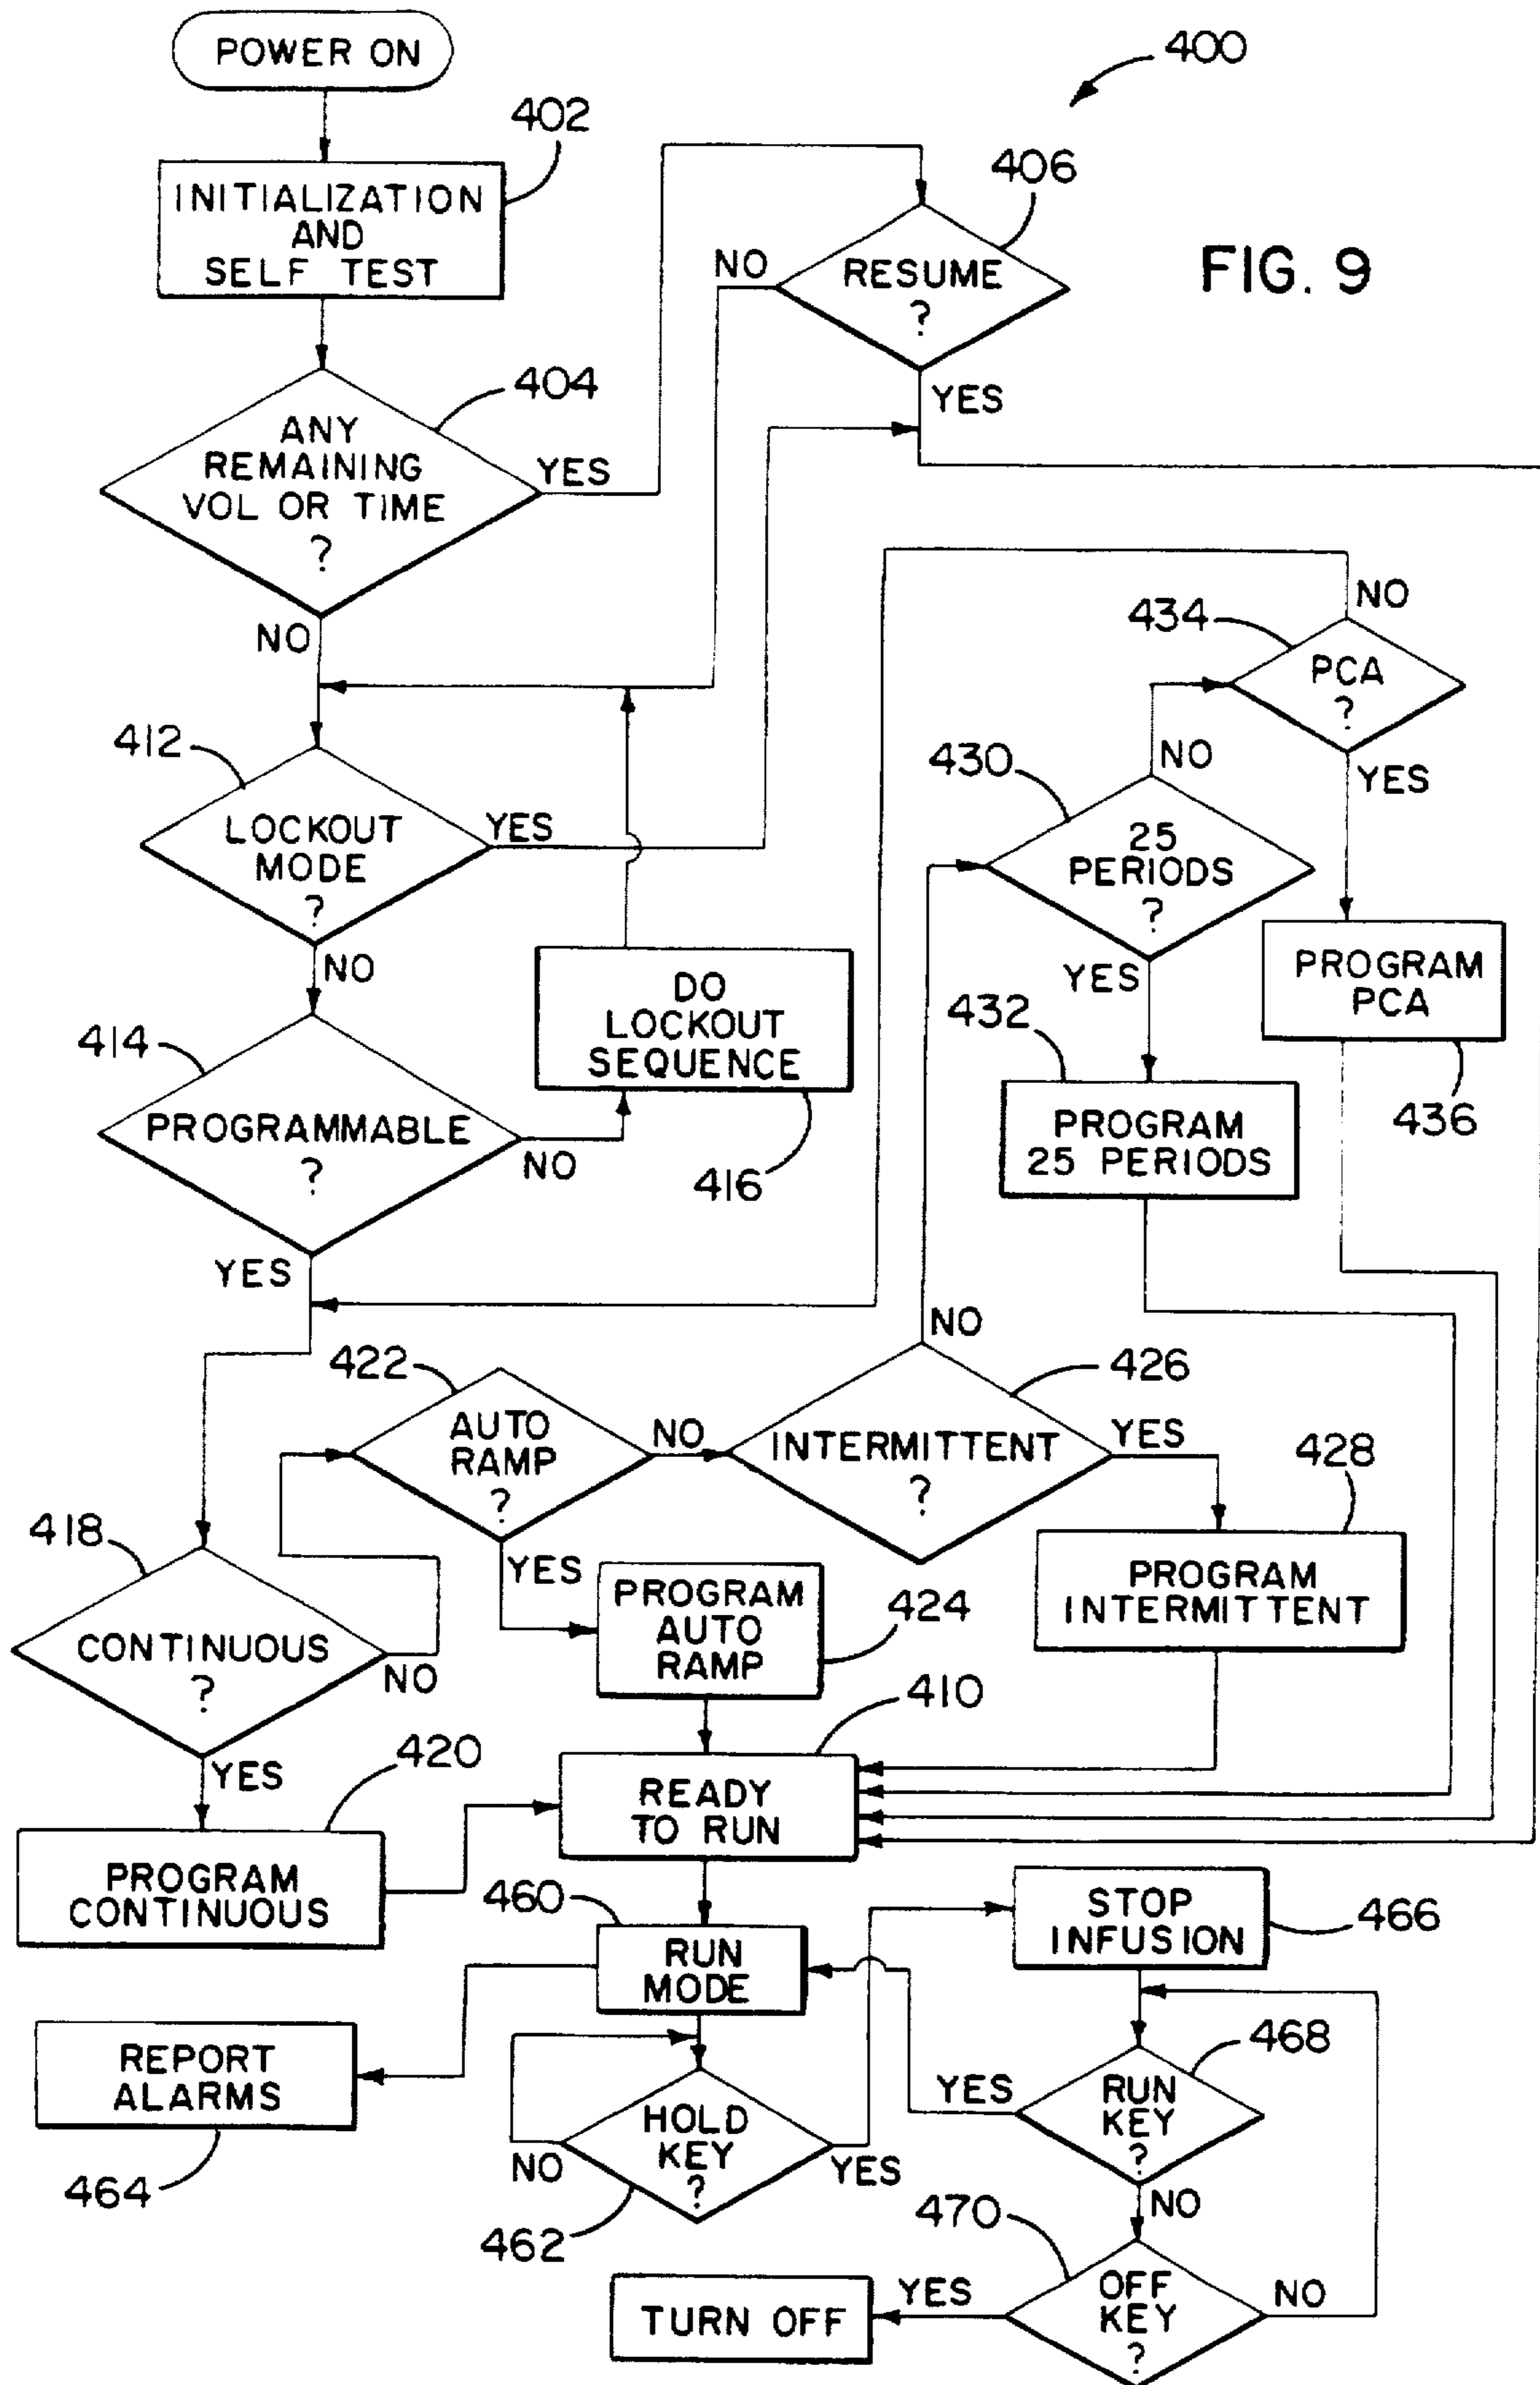 POWER ON
400
402
INITIALIZATION
AND
SELF TEST
406
RESUME
?
NO
YES
FIG. 9
404
ANY
REMAINING
VOL OR TIME
?
YES
NO
434
NO
PCA
?
YES
412
LOCKOUT
MODE
?
YES
NO
430
NO
25
PERIODS
?
YES
PROGRAM
PCA
436
DO
LOCKOUT
SEQUENCE
416
414
PROGRAMMABLE
?
NO
YES
432
PROGRAM
25 PERIODS
422
AUTO
RAMP
?
NO
YES
NO
426
INTERMITTENT
?
YES
428
PROGRAM
INTERMITTENT
418
CONTINUOUS
?
NO
YES
PROGRAM
AUTO
RAMP
424
410
READY
TO RUN
420
PROGRAM
CONTINUOUS
460
RUN
MODE
STOP
INFUSION
466
REPORT
ALARMS
464
HOLD
KEY
?
NO
YES
462
468
YES
RUN
KEY
?
NO
470
OFF
KEY
?
YES
NO
TURN OFF